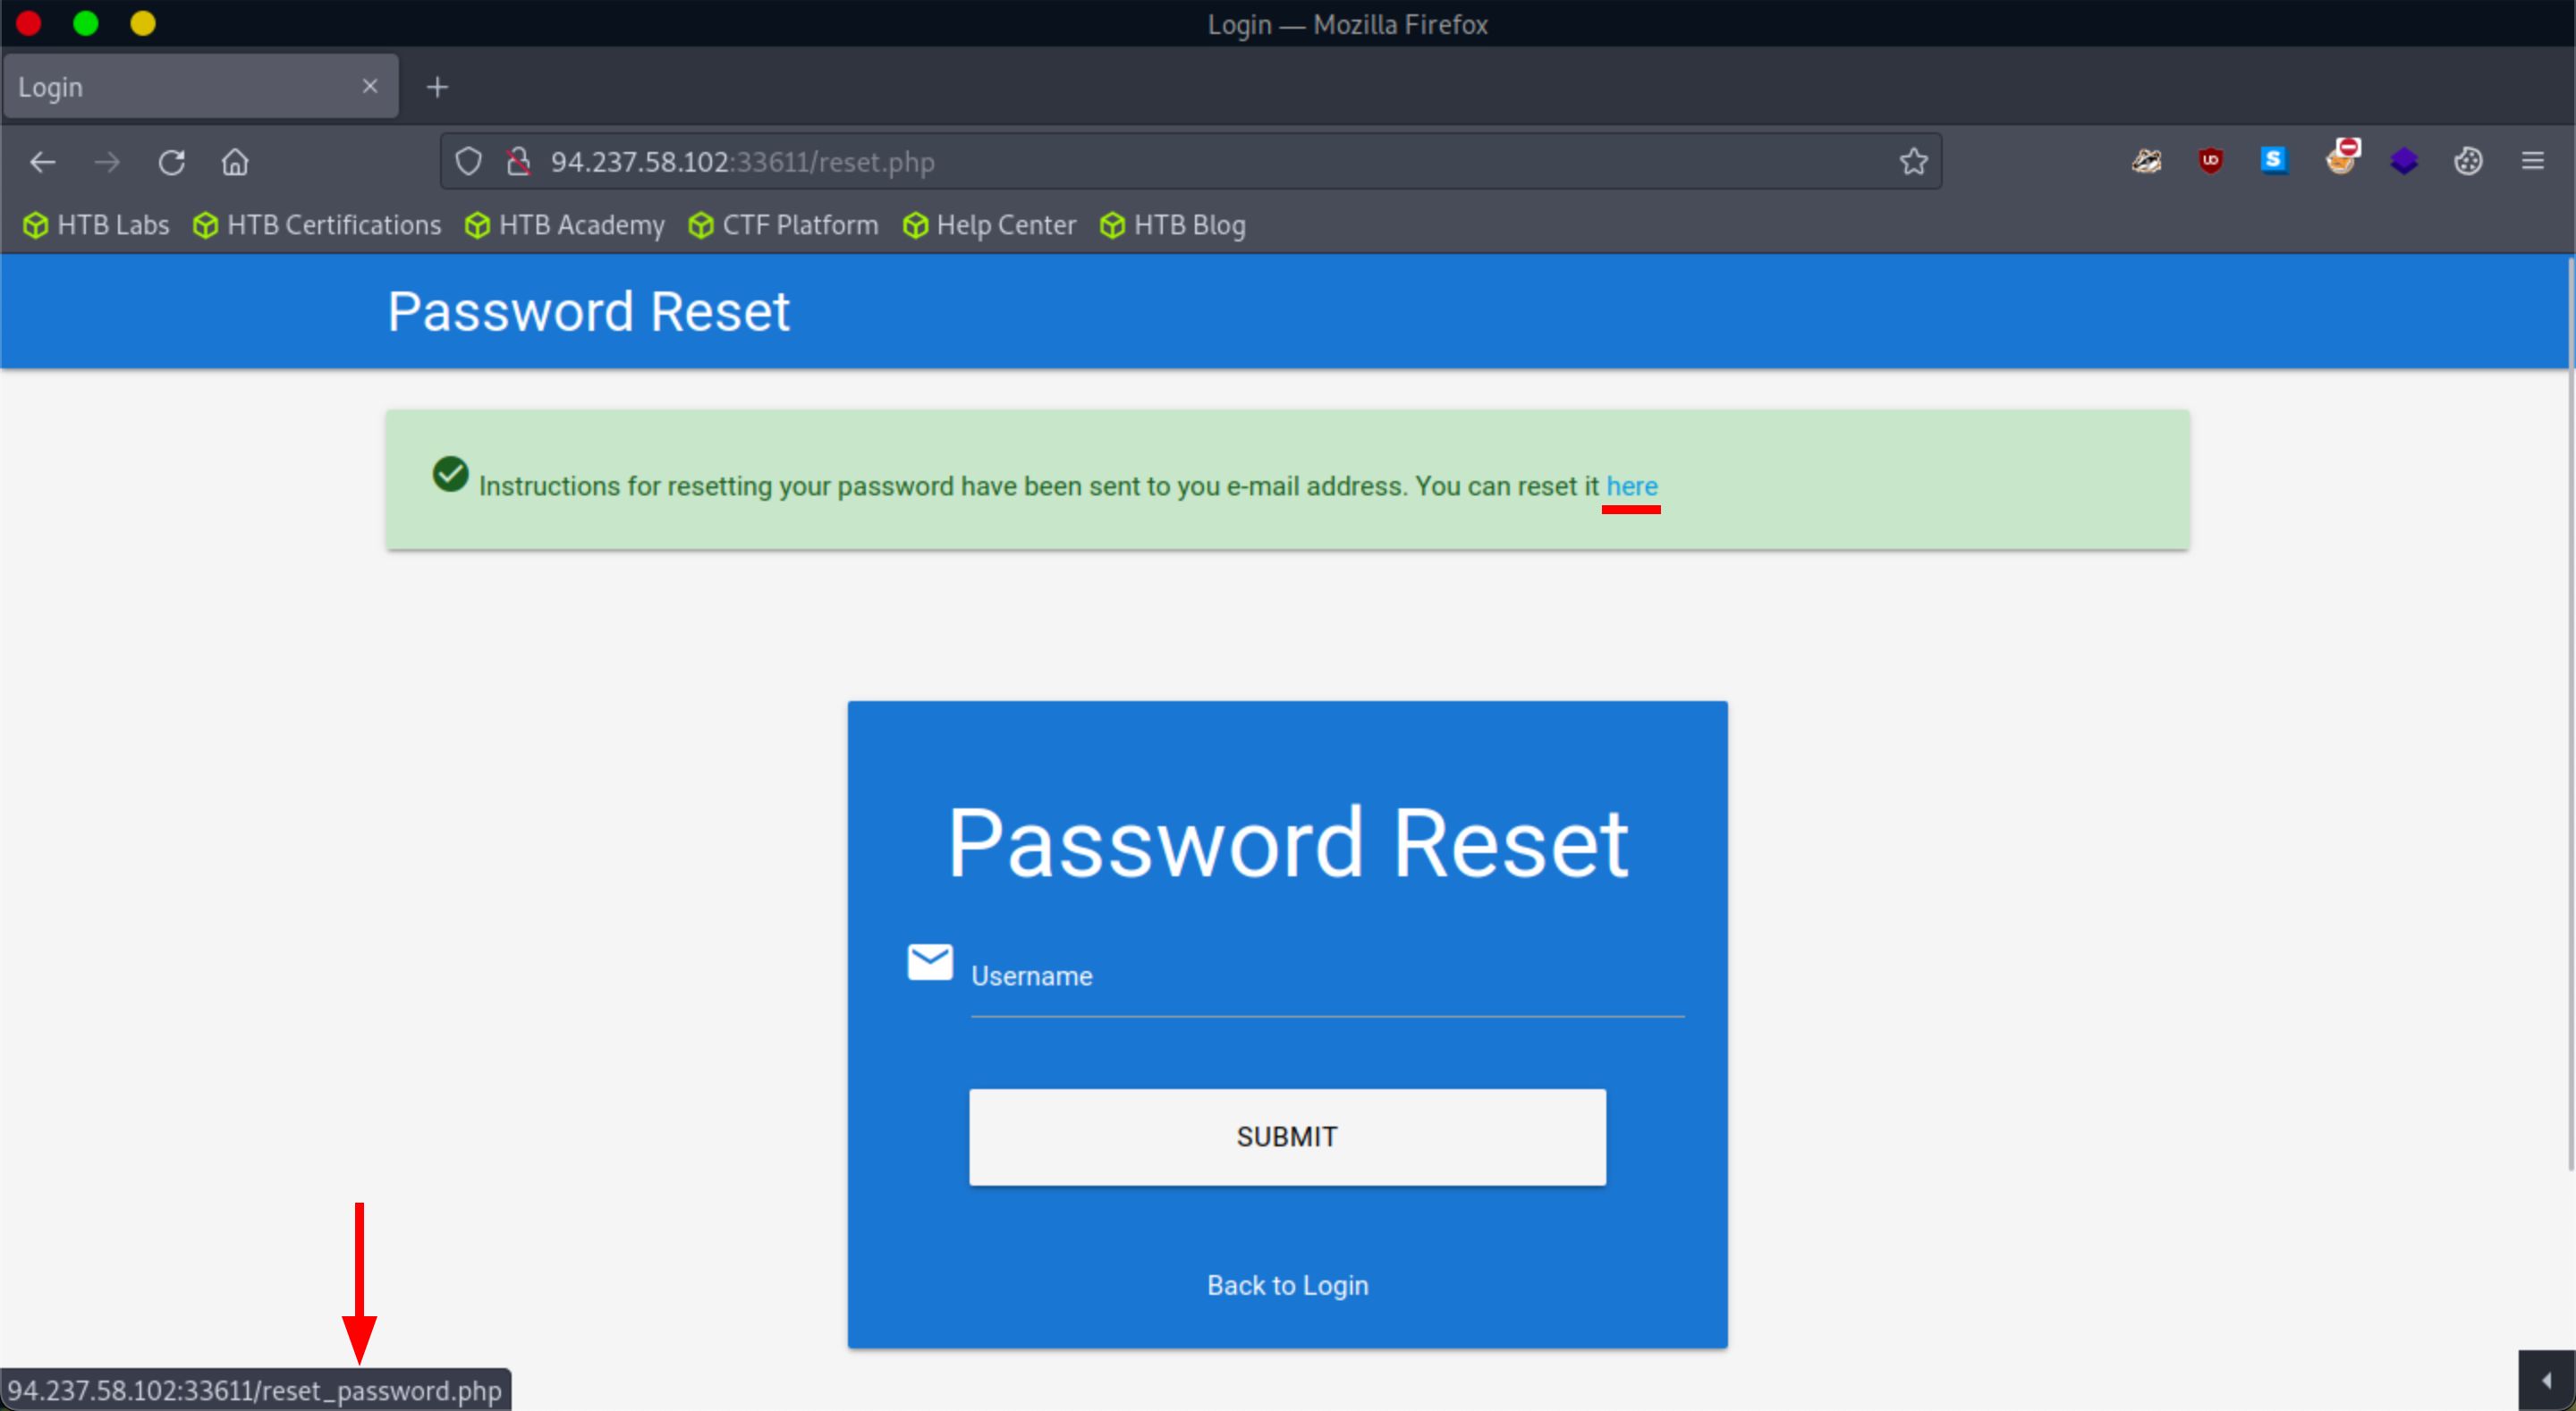 Login — Mozilla Firefox
Login
94.237.58.102:33611/reset.php
HTB Labs HTB Certifications HTB Academy CTF Platform Help Center HTB Blog
Password Reset
Instructions for resetting your password have been sent to you e-mail address. You can reset it here
Password Reset
Username
SUBMIT
Back to Login
94.237.58.102:33611/reset_password.php